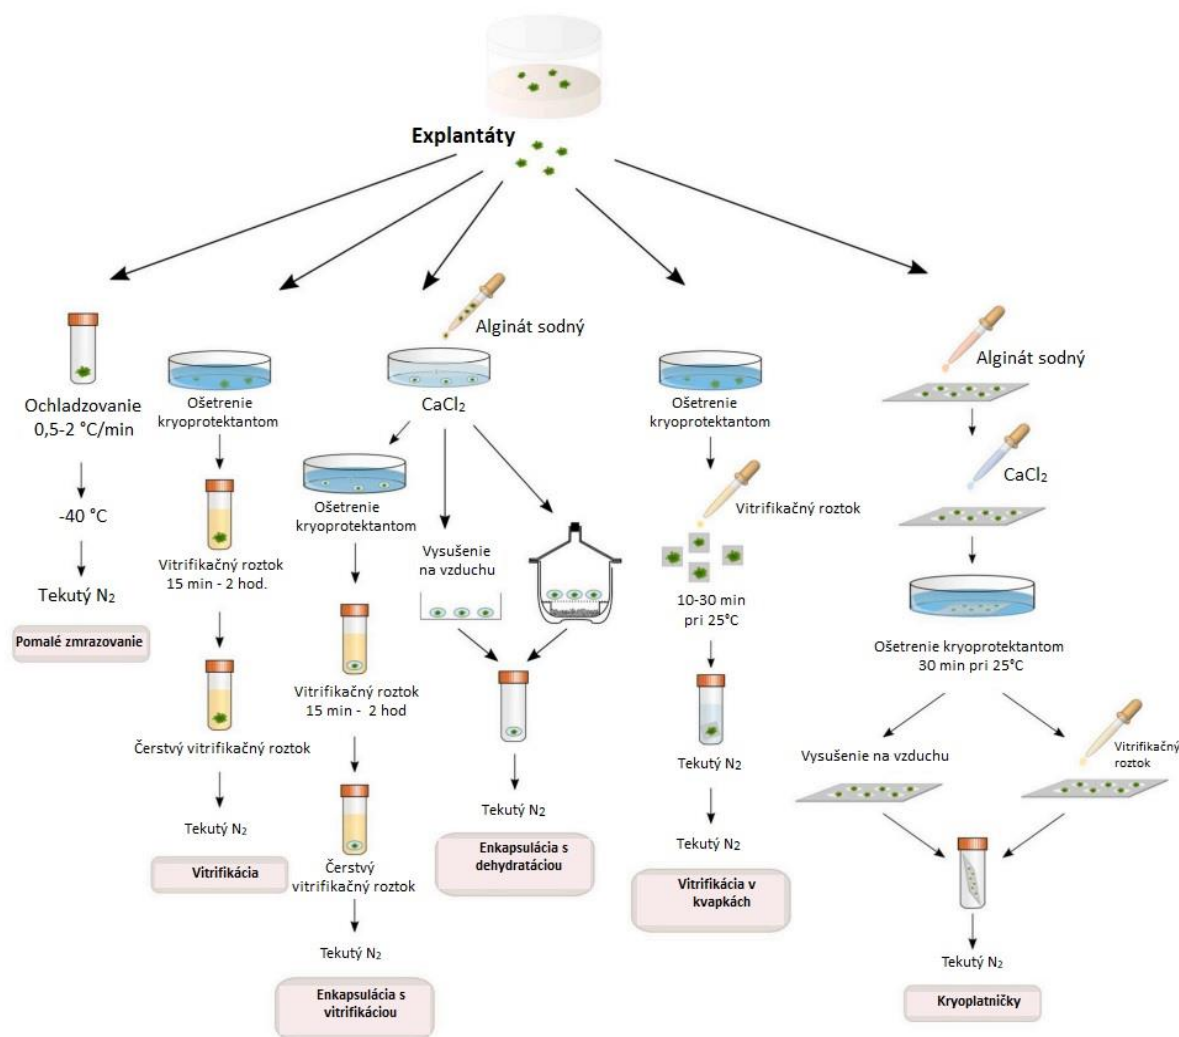 Explantáty
Ochladzovanie
0,5-2 °C/min
-40 °C
Tekutý N2
Pomalé zmrazovanie
Ošetrenie
kryoprotektantom
Vitrifikačný roztok
15 min - 2 hod.
Čerstvý vitrifikačný roztok
Tekutý N2
Vitrifikácia
Alginát sodný
CaCl2
Ošetrenie
kryoprotektantom
Vitrifikačný roztok
15 min - 2 hod
Čerstvý
vitrifikačný roztok
Tekutý N2
Enkapsulácia s
vitrifikáciou
Vysušenie
na vzduchu
Tekutý N2
Enkapsulácia s
dehydratáciou
Ošetrenie
kryoprotektantom
Vitrifikačný roztok
10-30 min
pri 25°C
Tekutý N2
Tekutý N2
Vitrifikácia v
kvapkách
Alginát sodný
CaCl2
Ošetrenie kryoprotektantom
30 min pri 25°C
Vysušenie na vzduchu
Vitrifikačný
roztok
Tekutý N2
Kryoplatničky